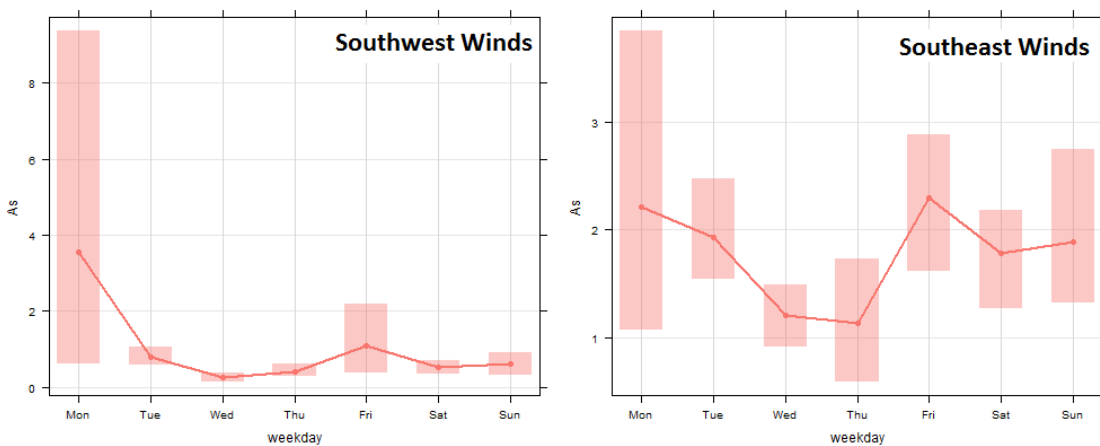 Southwest Winds
As
8
6
4
2
0
Mon Tue Wed Thu Fri Sat Sun
weekday
Southeast Winds
As
3
2
1
Mon Tue Wed Thu Fri Sat Sun
weekday